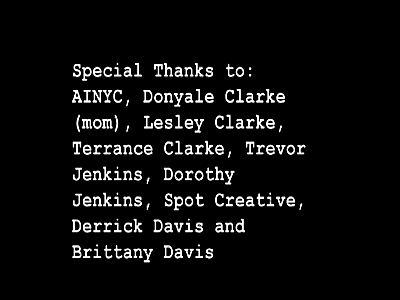 Special Thanks to:
AINYC, Donyale Clarke
(mom), Lesley Clarke,
Terrance Clarke, Trevor
Jenkins, Dorothy
Jenkins, Spot Creative,
Derrick Davis and
Brittany Davis